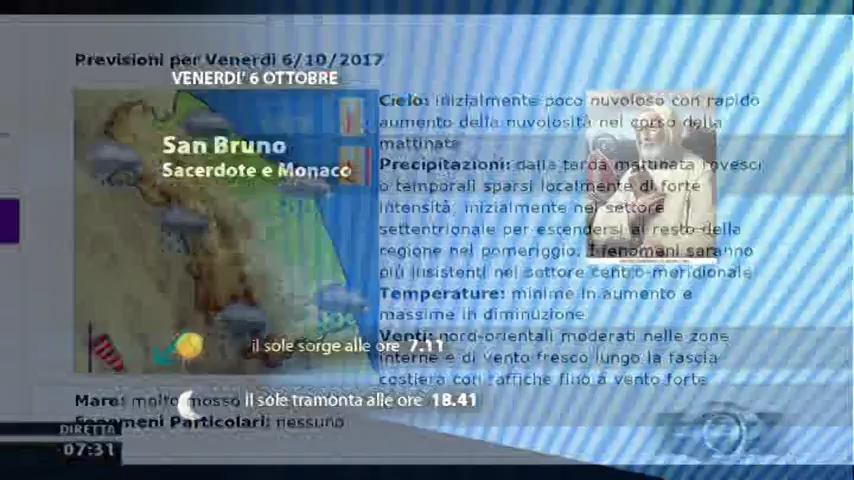 Previsioni per Venerdì 6/10/2017
VENERDI' 6 OTTOBRE
San Bruno
Sacerdote e Monaco
Cielo: inizialmente poco nuvoloso con rapido
aumento della nuvolosità nel corso della
mattinata
Precipitazioni: dalla tarda mattinata rovesci
o temporali sparsi localmente di forte
intensità, inizialmente nel settore
settentrionale per estendersi al resto della
regione nel pomeriggio. I fenomeni saranno
più insistenti nel settore centro-meridionale
Temperature: minime in aumento e
massime in diminuzione
Venti: nord-orientali moderati nelle zone
interne e di vento fresco lungo la fascia
costiera con raffiche fino a vento forte
il sole sorge alle ore 7.11
il sole tramonta alle ore 18.41
Mare: molto mosso
Fenomeni Particolari: nessuno
DIRETTA
07:31